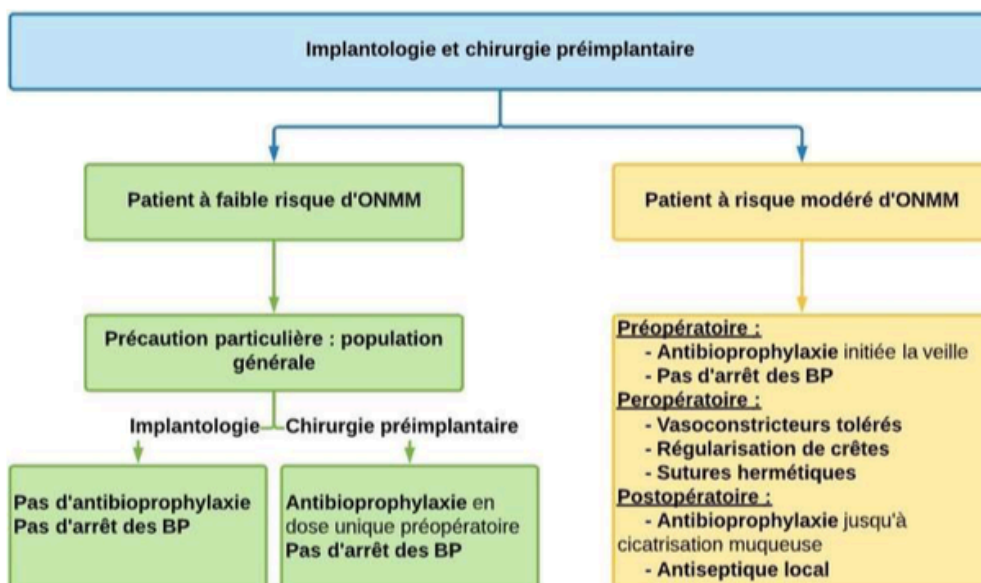 Implantologie et chirurgie préimplantaire
Patient à faible risque d'ONMM
Patient à risque modéré d'ONMM
Précaution particulière : population
générale
Implantologie
Chirurgie préimplantaire
Pas d'antibioprophylaxie
Pas d'arrêt des BP
Antibioprophylaxie en
dose unique préopératoire
Pas d'arrêt des BP
Préopératoire :
- Antibioprophylaxie initiée la veille
- Pas d'arrêt des BP
Peropératoire :
- Vasoconstricteurs tolérés
- Régularisation de crêtes
- Sutures hermétiques
Postopératoire :
- Antibioprophylaxie jusqu'à
cicatrisation muqueuse
- Antiseptique local